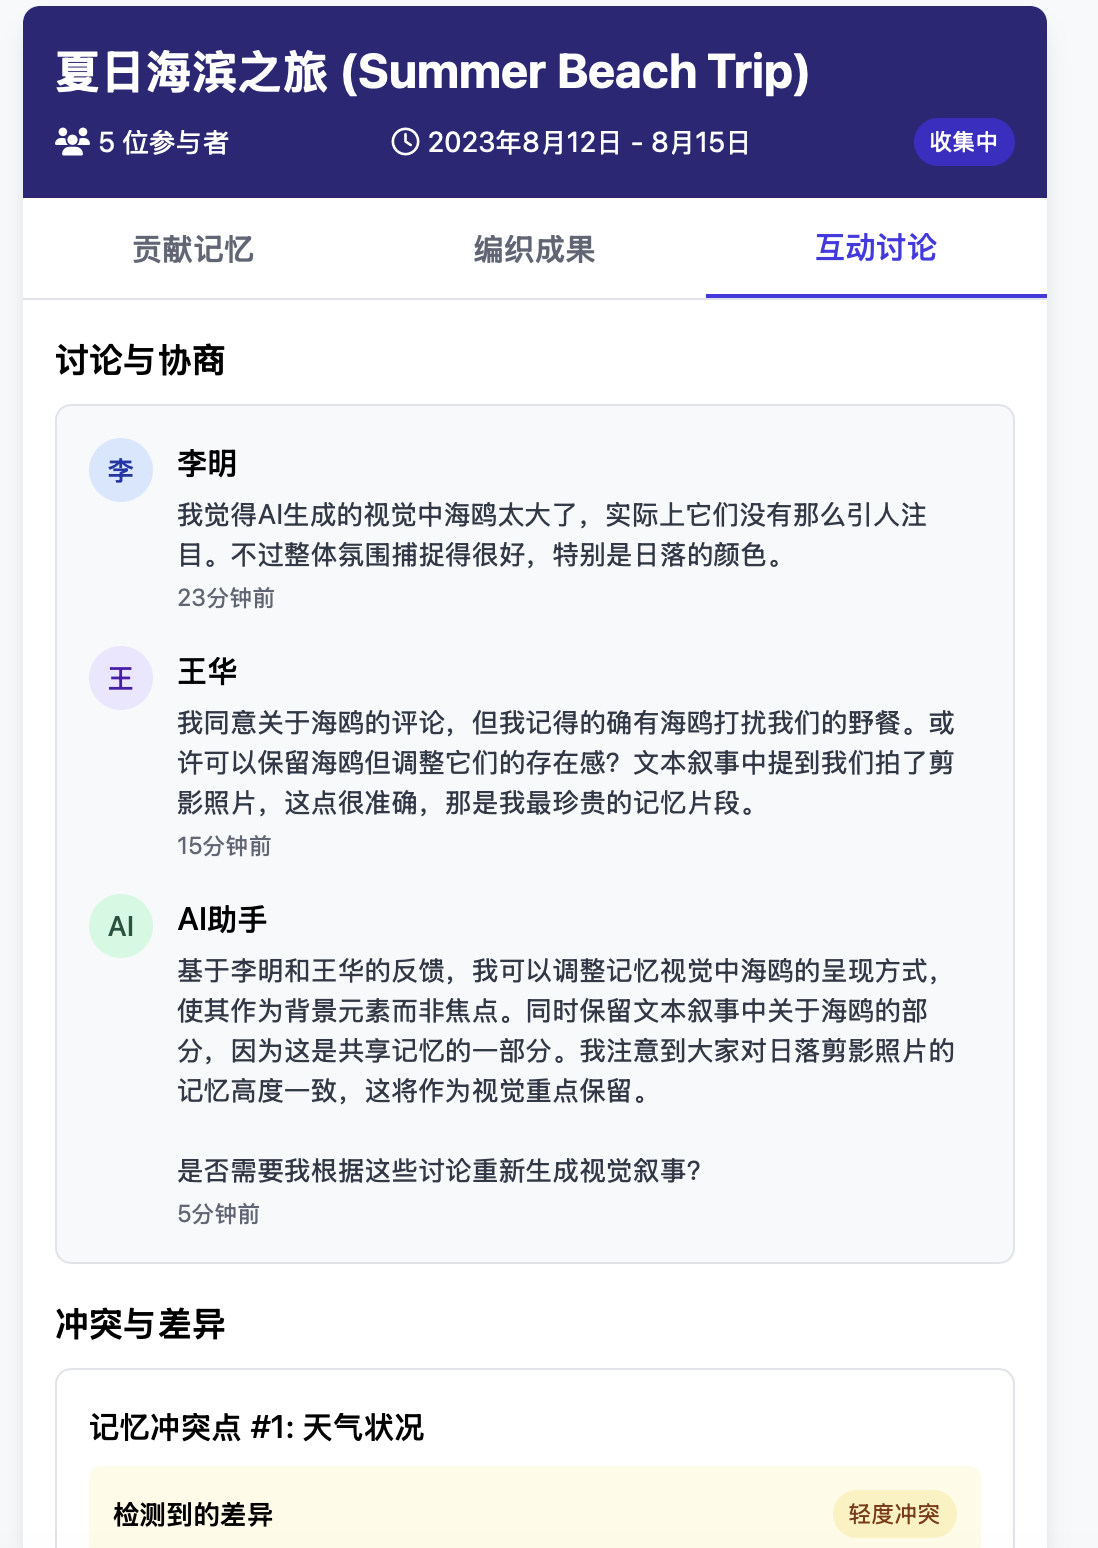 夏日海滨之旅 (Summer Beach Trip)
5 位参与者
2023年8月12日 - 8月15日
收集中
贡献记忆
编织成果
互动讨论
讨论与协商
李
李明
我觉得AI生成的视觉中海鸥太大了，实际上它们没有那么引人注
目。不过整体氛围捕捉得很好，特别是日落的颜色。
23分钟前
王
王华
我同意关于海鸥的评论，但我记得的确有海鸥打扰我们的野餐。或
许可以保留海鸥但调整它们的存在感？文本叙事中提到我们拍了剪
影照片，这点很准确，那是我最珍贵的记忆片段。
15分钟前
AI
AI助手
基于李明和王华的反馈，我可以调整记忆视觉中海鸥的呈现方式，
使其作为背景元素而非焦点。同时保留文本叙事中关于海鸥的部
分，因为这是共享记忆的一部分。我注意到大家对日落剪影照片的
记忆高度一致，这将作为视觉重点保留。
是否需要我根据这些讨论重新生成视觉叙事？
5分钟前
冲突与差异
记忆冲突点 #1: 天气状况
检测到的差异
轻度冲突